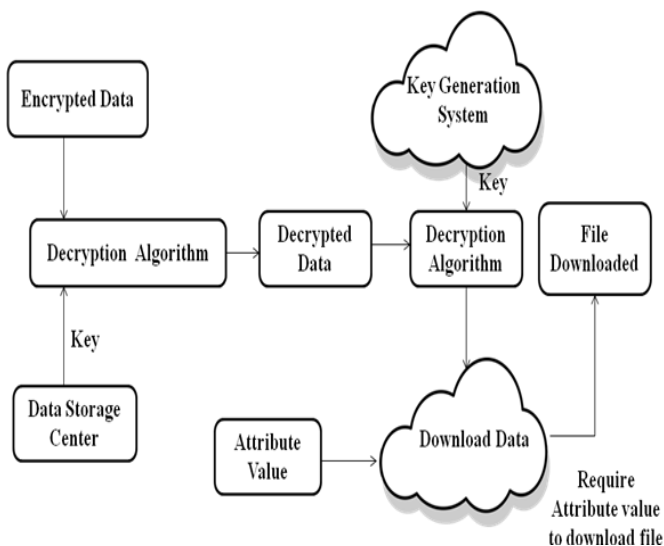 Key Generation
System
Encrypted Data
Key
Decryption Algorithm
Decrypted
Data
Decryption
Algorithm
File
Downloaded
Key
Data Storage
Center
Attribute
Value
Download Data
Require
Attribute value
to download file